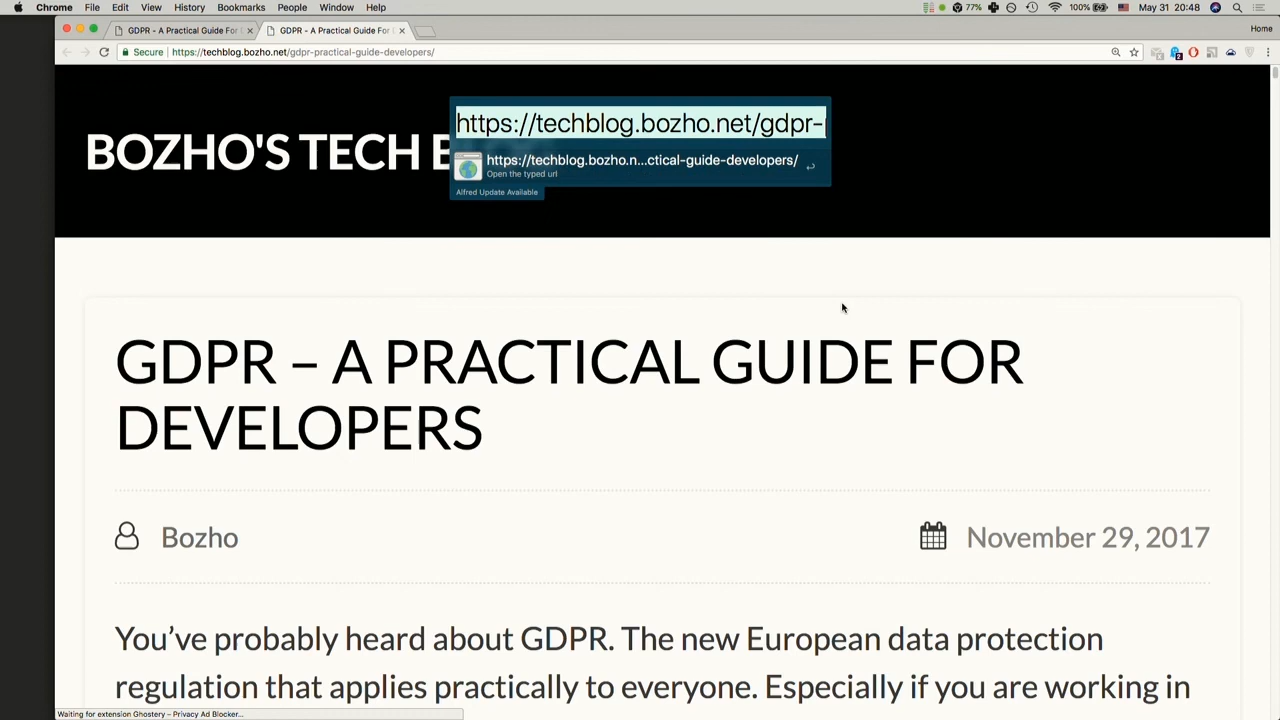 Chrome File Edit View History Bookmarks People Window Help 77% 100% May 31 20:48
GDPR - A Practical Guide For GDPR - A Practical Guide For Home
Secure https://techblog.bozho.net/gdpr-practical-guide-developers/ 2
BOZHO'S TECH B
https://techblog.bozho.net/gdpr-
https://techblog.bozho.n...ctical-guide-developers/
Open the typed url
Alfred Update Available
GDPR – A PRACTICAL GUIDE FOR
DEVELOPERS
Bozho November 29, 2017
You’ve probably heard about GDPR. The new European data protection
regulation that applies practically to everyone. Especially if you are working in
Waiting for extension Ghostery – Privacy Ad Blocker...